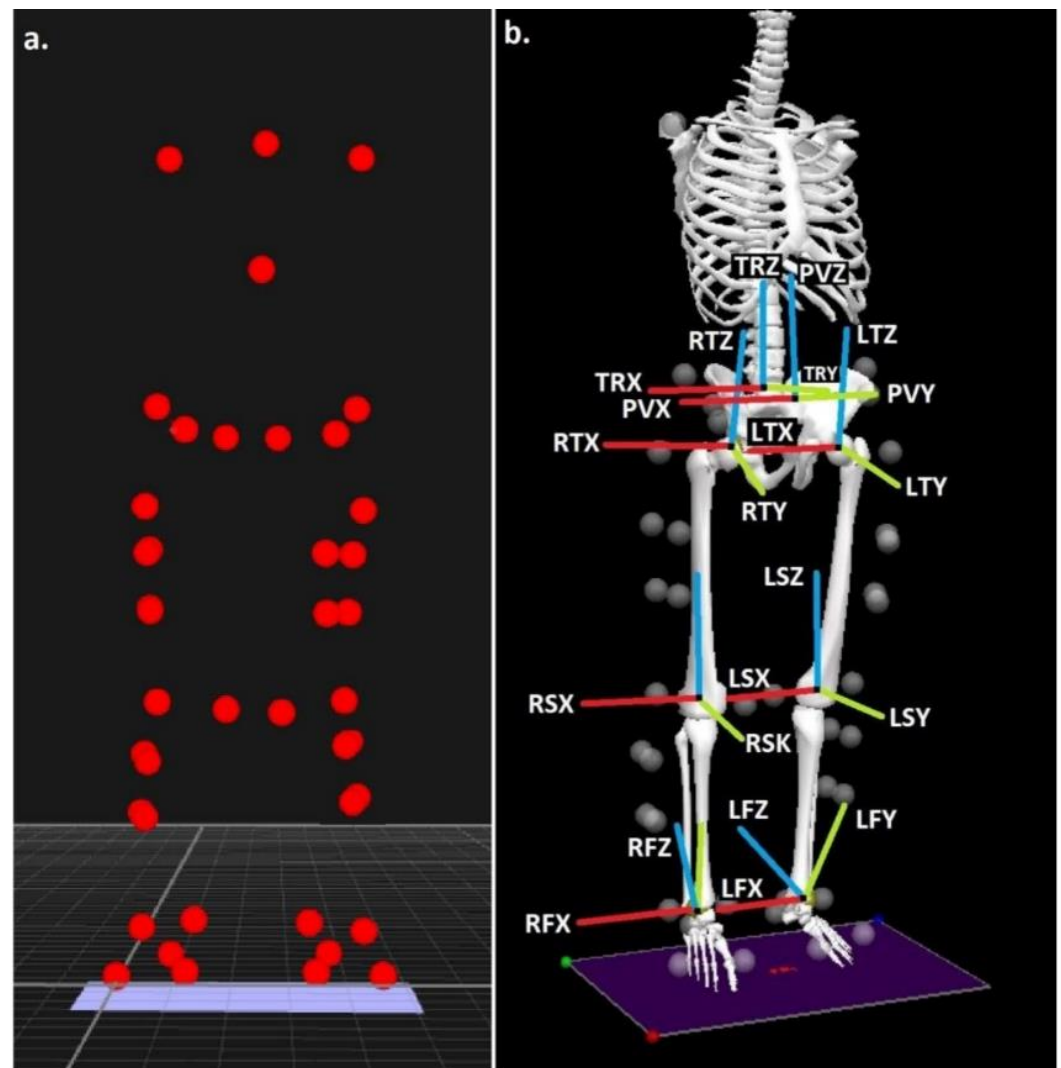 a.
b.
TRZ PVZ
RTZ LTZ
TRX TRY
PVX PVY
RTX LTX
LTY
RTY
LSZ
LSX
RSX LSY
RSK
LFZ LFY
RFZ
LFX
RFX